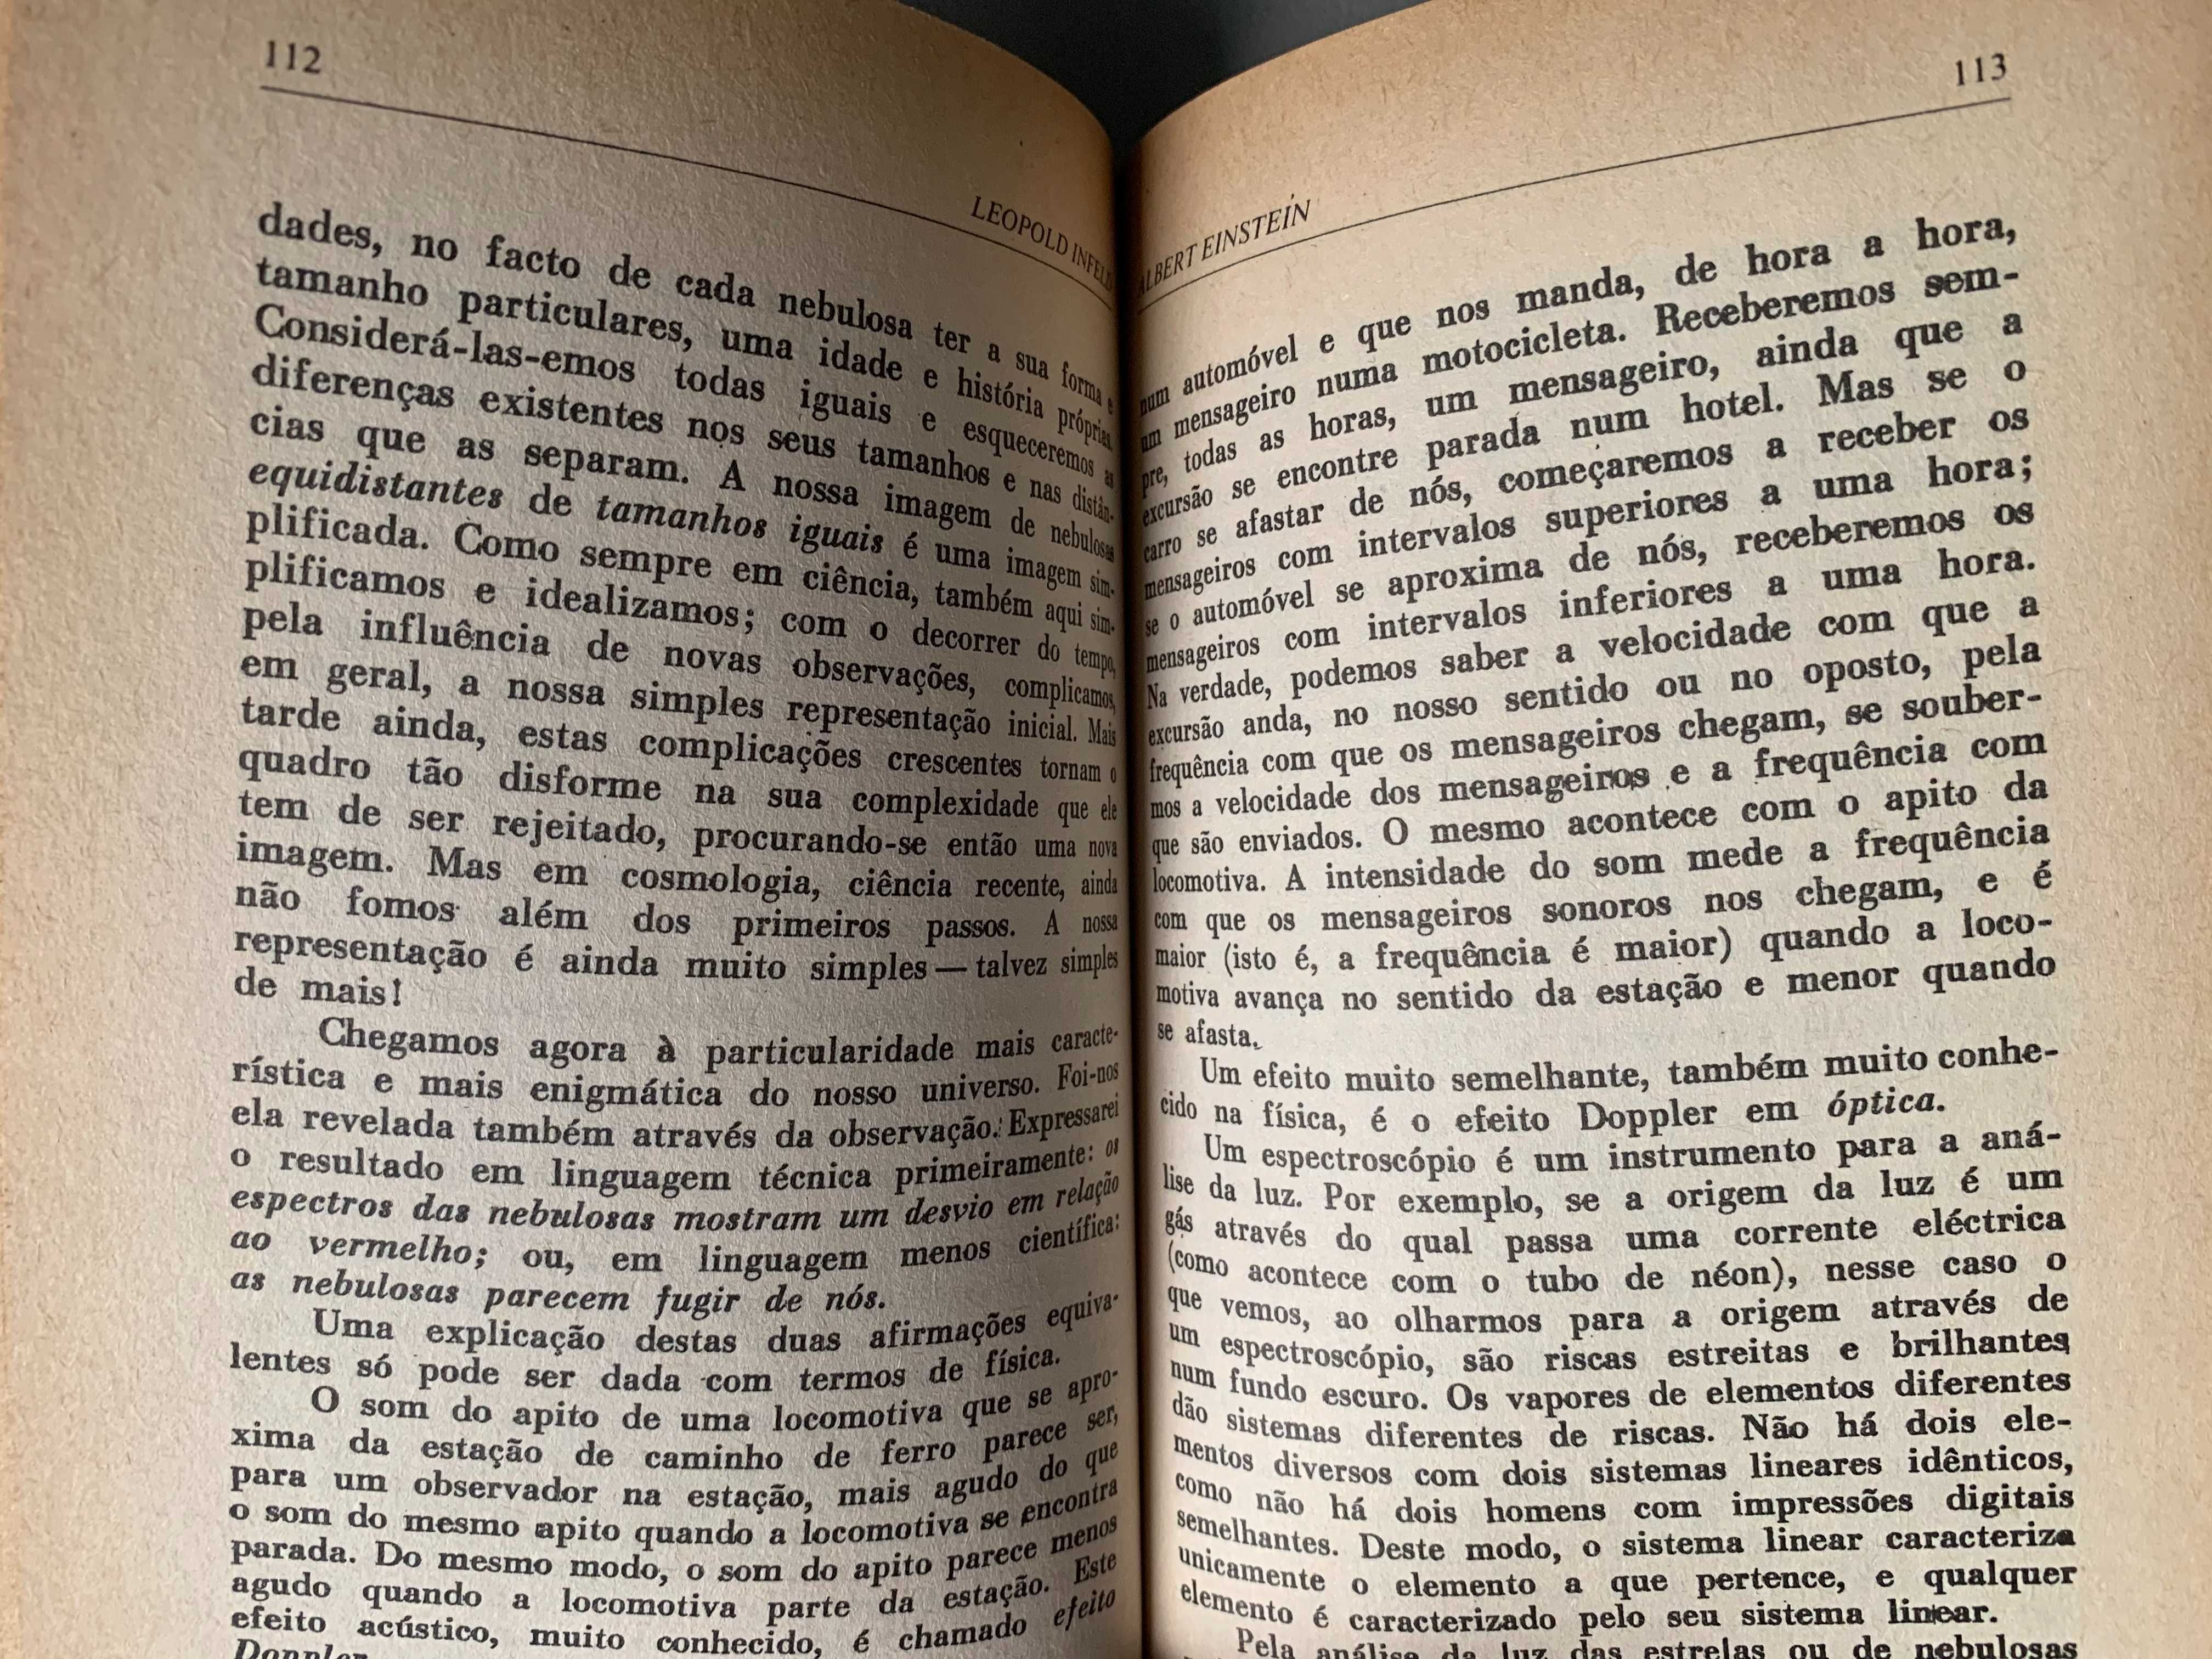 112
LEOPOLD INFELD
dades, no facto de cada nebulosa ter a sua forma e
tamanho particulares, uma idade e história próprias.
Considerá-las-emos todas iguais e esqueceremos as
diferenças existentes nos seus tamanhos e nas distân-
cias que as separam. A nossa imagem de nebulosas
equidistantes de tamanhos iguais é uma imagem sim-
plificada. Como sempre em ciência, também aqui sim-
plificamos e idealizamos; com o decorrer do tempo,
pela influência de novas observações, complicamos,
em geral, a nossa simples representação inicial. Mais
tarde ainda, estas complicações crescentes tornam o
quadro tão disforme na sua complexidade que ele
tem de ser rejeitado, procurando-se então uma nova
imagem. Mas em cosmologia, ciência recente, ainda
não fomos além dos primeiros passos. A nossa
representação é ainda muito simples — talvez simples
de mais!
Chegamos agora à particularidade mais caracte-
rística e mais enigmática do nosso universo. Foi-nos
ela revelada também através da observação. Expressarei
o resultado em linguagem técnica primeiramente: os
espectros das nebulosas mostram um desvio em relação
ao vermelho; ou, em linguagem menos científica:
as nebulosas parecem fugir de nós.
Uma explicação destas duas afirmações equiva-
lentes só pode ser dada com termos de física.
O som do apito de uma locomotiva que se apro-
xima da estação de caminho de ferro parece ser,
para um observador na estação, mais agudo do que
o som do mesmo apito quando a locomotiva se encontra
parada. Do mesmo modo, o som do apito parece menos
agudo quando a locomotiva parte da estação. Este
efeito acústico, muito conhecido, é chamado efeito
Doppler
113
ALBERT EINSTEIN
num automóvel e que nos manda, de hora a hora,
um mensageiro numa motocicleta. Receberemos sem-
pre, todas as horas, um mensageiro, ainda que a
excursão se encontre parada num hotel. Mas se o
carro se afastar de nós, começaremos a receber os
mensageiros com intervalos superiores a uma hora;
se o automóvel se aproxima de nós, receberemos os
mensageiros com intervalos inferiores a uma hora.
Na verdade, podemos saber a velocidade com que a
excursão anda, no nosso sentido ou no oposto, pela
frequência com que os mensageiros chegam, se souber-
mos a velocidade dos mensageiros e a frequência com
que são enviados. O mesmo acontece com o apito da
locomotiva. A intensidade do som mede a frequência
com que os mensageiros sonoros nos chegam, e é
maior (isto é, a frequência é maior) quando a loco-
motiva avança no sentido da estação e menor quando
se afasta.
Um efeito muito semelhante, também muito conhe-
cido na física, é o efeito Doppler em óptica.
Um espectroscópio é um instrumento para a aná-
lise da luz. Por exemplo, se a origem da luz é um
gás através do qual passa uma corrente eléctrica
(como acontece com o tubo de néon), nesse caso o
que vemos, ao olharmos para a origem através de
um espectroscópio, são riscas estreitas e brilhantes
num fundo escuro. Os vapores de elementos diferentes
dão sistemas diferentes de riscas. Não há dois ele-
mentos diversos com dois sistemas lineares idênticos,
como não há dois homens com impressões digitais
semelhantes. Deste modo, o sistema linear caracteriza
unicamente o elemento a que pertence, e qualquer
elemento é caracterizado pelo seu sistema linear.
Pela análise da luz das estrelas ou de nebulosas